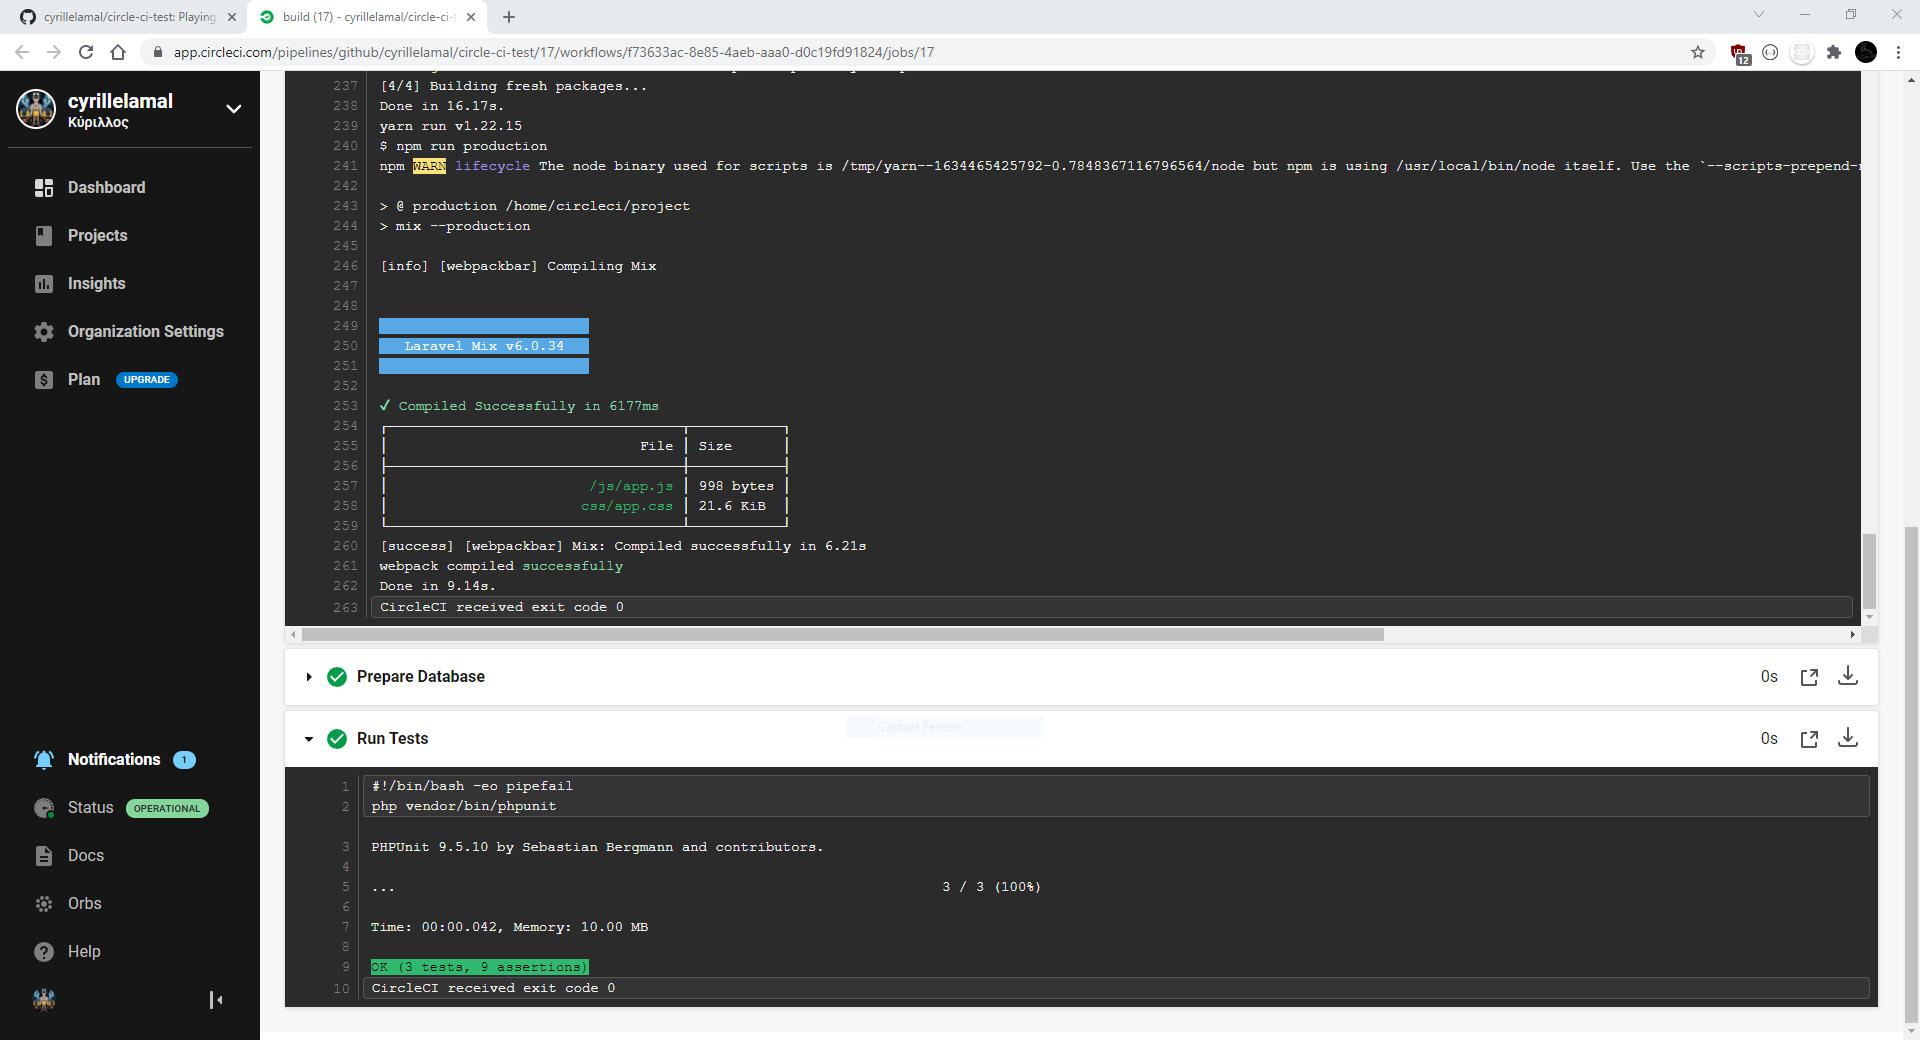 cyrillelamal/circle-ci-test: Playing
build (17) - cyrillelamal/circle-ci-t
app.circleci.com/pipelines/github/cyrillelamal/circle-ci-test/17/workflows/f73633ac-8e85-4aeb-aaa0-d0c19fd91824/jobs/17
12
cyrillelamal
Κύριλλος
Dashboard
Projects
Insights
Organization Settings
Plan UPGRADE
Notifications 1
Status OPERATIONAL
Docs
Orbs
Help
237 [4/4] Building fresh packages...
238 Done in 16.17s.
239 yarn run v1.22.15
240 $ npm run production
241 npm WARN lifecycle The node binary used for scripts is /tmp/yarn--1634465425792-0.7848367116796564/node but npm is using /usr/local/bin/node itself. Use the `--scripts-prepend-
242
243 > @ production /home/circleci/project
244 > mix --production
245
246 [info] [webpackbar] Compiling Mix
247
248
249
250 Laravel Mix v6.0.34
251
252
253 ✓ Compiled Successfully in 6177ms
254
255 File Size
256
257 /js/app.js 998 bytes
258 css/app.css 21.6 KiB
259
260 [success] [webpackbar] Mix: Compiled successfully in 6.21s
261 webpack compiled successfully
262 Done in 9.14s.
263 CircleCI received exit code 0
Prepare Database 0s
Capture Fenêtre
Run Tests 0s
1 #!/bin/bash -eo pipefail
2 php vendor/bin/phpunit
3 PHPUnit 9.5.10 by Sebastian Bergmann and contributors.
4
5 ... 3 / 3 (100%)
6
7 Time: 00:00.042, Memory: 10.00 MB
8
9 OK (3 tests, 9 assertions)
10 CircleCI received exit code 0